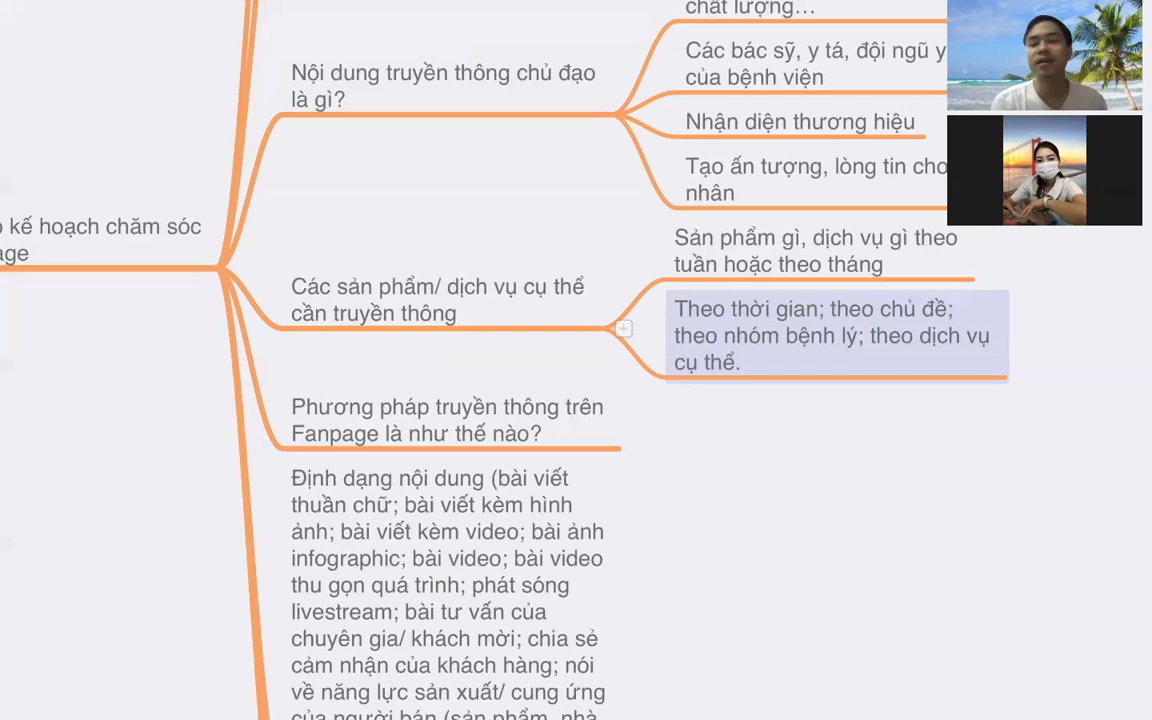 chất lượng...
Nội dung truyền thông chủ đạo
là gì?
Các bác sỹ, y tá, đội ngũ y
của bệnh viện
Nhận diện thương hiệu
Tạo ấn tượng, lòng tin cho
nhân
kế hoạch chăm sóc
age
Các sản phẩm/ dịch vụ cụ thể
cần truyền thông
Sản phẩm gì, dịch vụ gì theo
tuần hoặc theo tháng
Theo thời gian; theo chủ đề;
theo nhóm bệnh lý; theo dịch vụ
cụ thể.
Phương pháp truyền thông trên
Fanpage là như thế nào?
Định dạng nội dung (bài viết
thuần chữ; bài viết kèm hình
ảnh; bài viết kèm video; bài ảnh
infographic; bài video; bài video
thu gọn quá trình; phát sóng
livestream; bài tư vấn của
chuyên gia/ khách mời; chia sẻ
cảm nhận của khách hàng; nói
về năng lực sản xuất/ cung ứng
của người bán (sản phẩm, nhà